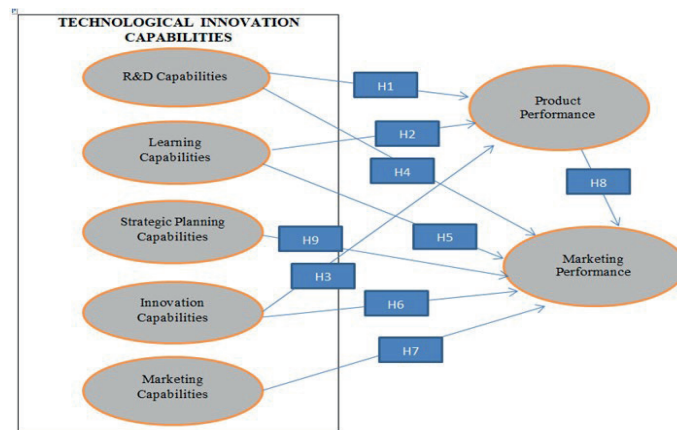 TECHNOLOGICAL INNOVATION
CAPABILITIES
R&D Capabilities
Learning
Capabilities
Strategic Planning
Capabilities
Innovation
Capabilities
Marketing
Capabilities
H1
H2
H4
H5
H9
H3
H6
H7
H8
Product
Performance
Marketing
Performance